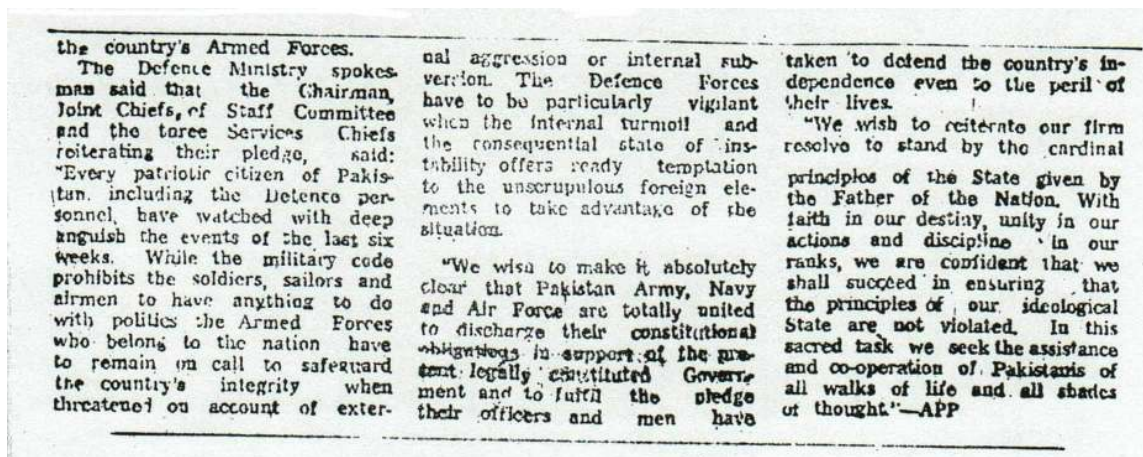 the country's Armed Forces.
The Defence Ministry spokes-
man said that the Chairman,
Joint Chiefs, of Staff Committee
and the toree Services Chiefs
reiterating their pledge, said:
"Every patriotic citizen of Pakis-
tan, including the Detence per-
sonnel, have watched with deep
anguish the events of the last six
weeks. While the military code
prohibits the soldiers, sailors and
airmen to have anything to do
with politics the Armed Forces
who belong to the nation have
to remain on call to safeguard
the country's integrity when
threatened on account of exter-
nal aggression or internal sub-
version. The Defence Forces
have to be particularly vigilant
when the internal turmoil and
the consequential state of ins-
tability offers ready temptation
to the unscrupulous foreign ele-
ments to take advantage of the
situation.
"We wish to make it absolutely
clear that Pakistan Army, Navy
and Air Force are totally united
to discharge their constitutional
obligations in support of the pre-
sent legally constituted Govern-
ment and to fulfil the pledge
their officers and men have
taken to defend the country's in-
dependence even to the peril of
their lives.
"We wish to reiterate our firm
resolve to stand by the cardinal
principles of the State given by
the Father of the Nation. With
faith in our destiny, unity in our
actions and discipline in our
ranks, we are confident that we
shall succeed in ensuring that
the principles of our ideological
State are not violated. In this
sacred task we seek the assistance
and co-operation of Pakistanis of
all walks of life and all shades
of thought."—APP